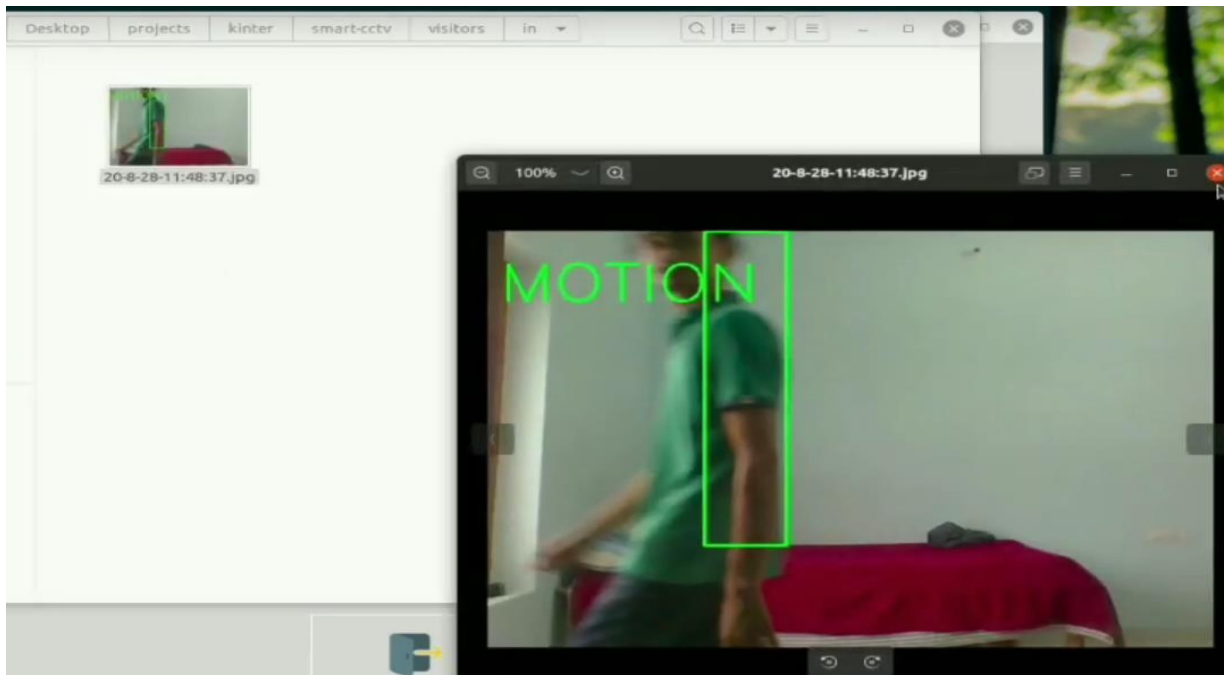 Desktop projects kinter smart-cctv visitors in
20-8-28-11:48:37.jpg
100% 20-8-28-11:48:37.jpg
MOTION